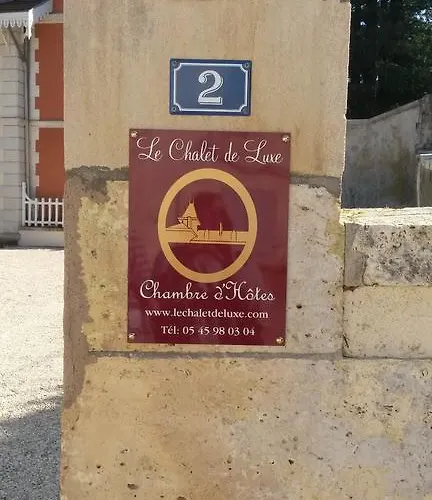 2
Le Chalet de Luxe
Chambre d'Hôtes
www.lechaletdeluxe.com
Tél: 05 45 98 03 04